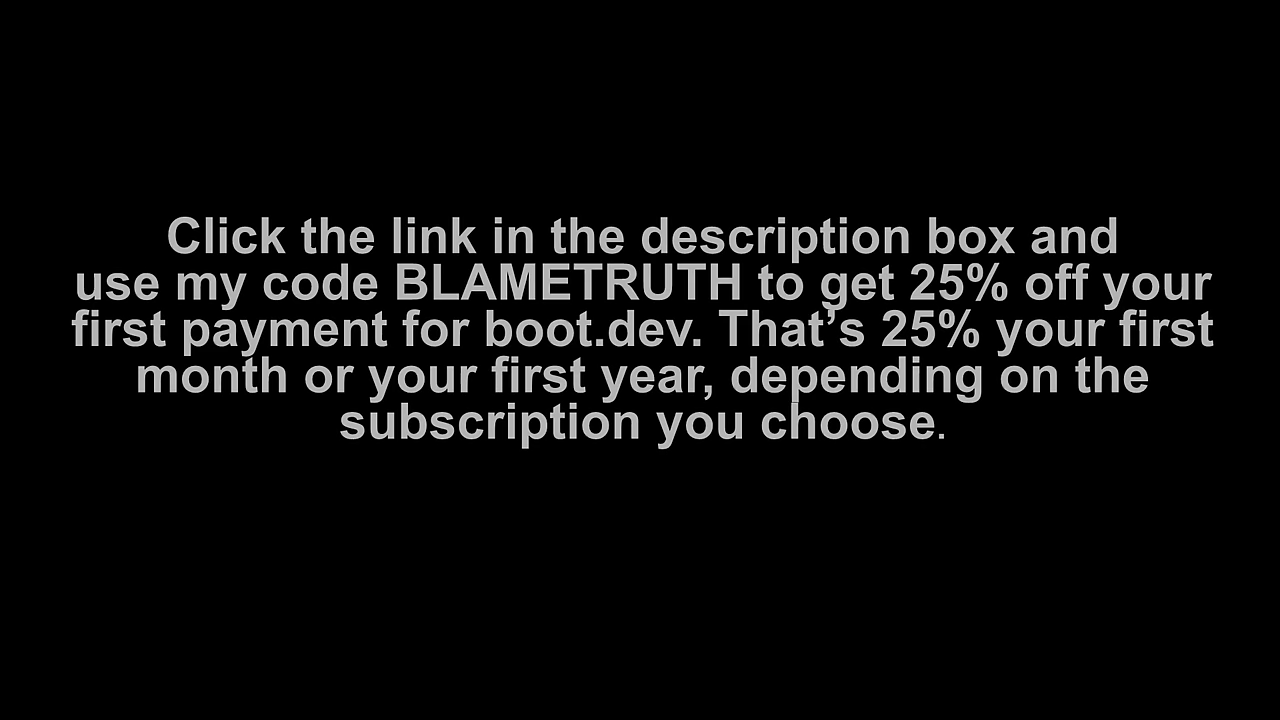 Click the link in the description box and
use my code BLAMETRUTH to get 25% off your
first payment for boot.dev. That’s 25% your first
month or your first year, depending on the
subscription you choose.